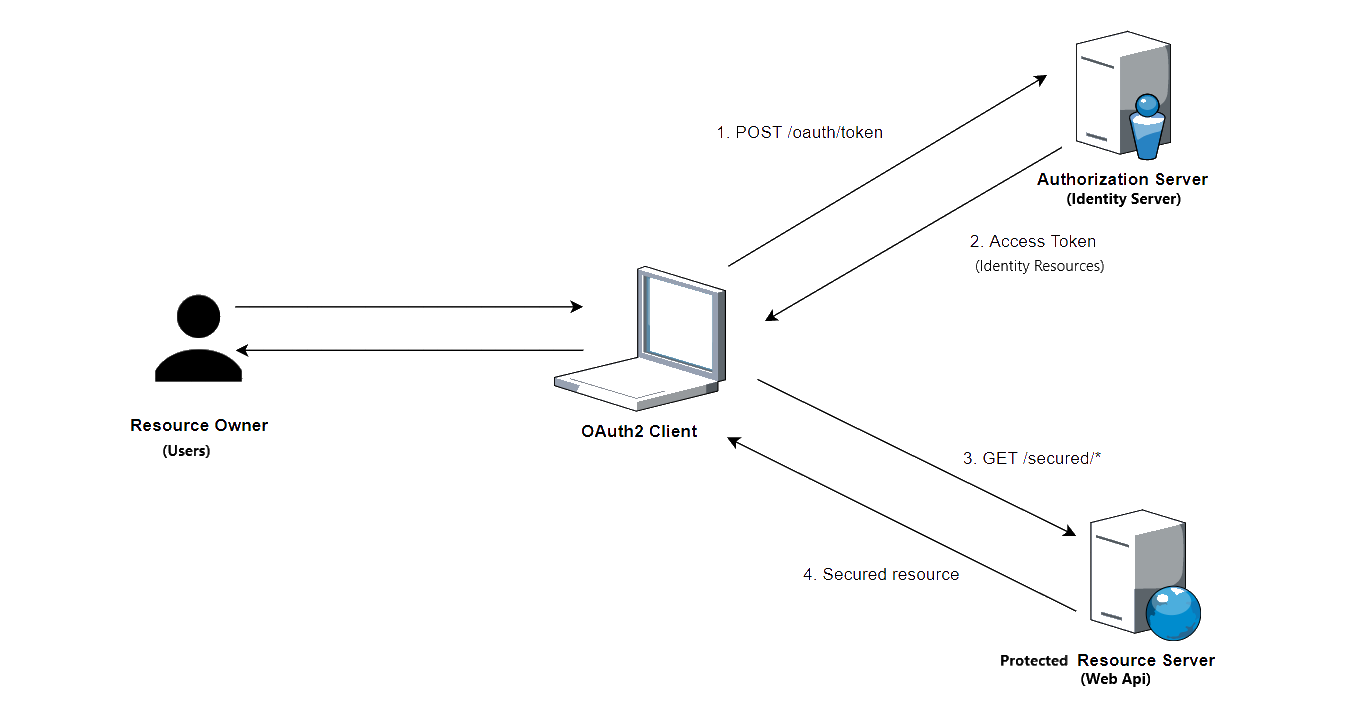 1. POST /oauth/token
Authorization Server
(Identity Server)
2. Access Token
(Identity Resources)
Resource Owner
(Users)
OAuth2 Client
3. GET /secured/*
4. Secured resource
Protected Resource Server
(Web Api)